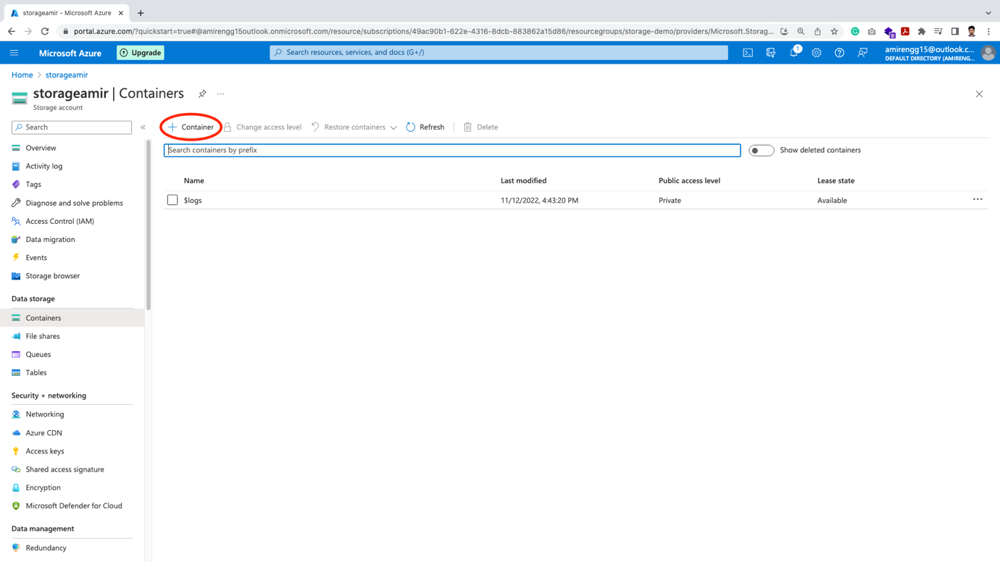 storageamir - Microsoft Azure
portal.azure.com/?quickstart=true#@amirengg15outlook.onmicrosoft.com/resource/subscriptions/49ac90b1-622e-4316-8dcb-883862a15d86/resourcegroups/storage-demo/providers/Microsoft.Storag...
9
Microsoft Azure
Upgrade
Search resources, services, and docs (G+/)
1
amirengg15@outlook.c...
DEFAULT DIRECTORY (AMIRENG...
Home > storageamir
storageamir | Containers
...
Storage account
Search
«
Container
Change access level
Restore containers
Refresh
Delete
Search containers by prefix
Show deleted containers
Overview
Activity log
Tags
Diagnose and solve problems
Access Control (IAM)
Data migration
Events
Storage browser
Data storage
Containers
File shares
Queues
Tables
Security + networking
Networking
Azure CDN
Access keys
Shared access signature
Encryption
Microsoft Defender for Cloud
Data management
Redundancy
Name Last modified Public access level Lease state
$logs 11/12/2022, 4:43:20 PM Private Available ...